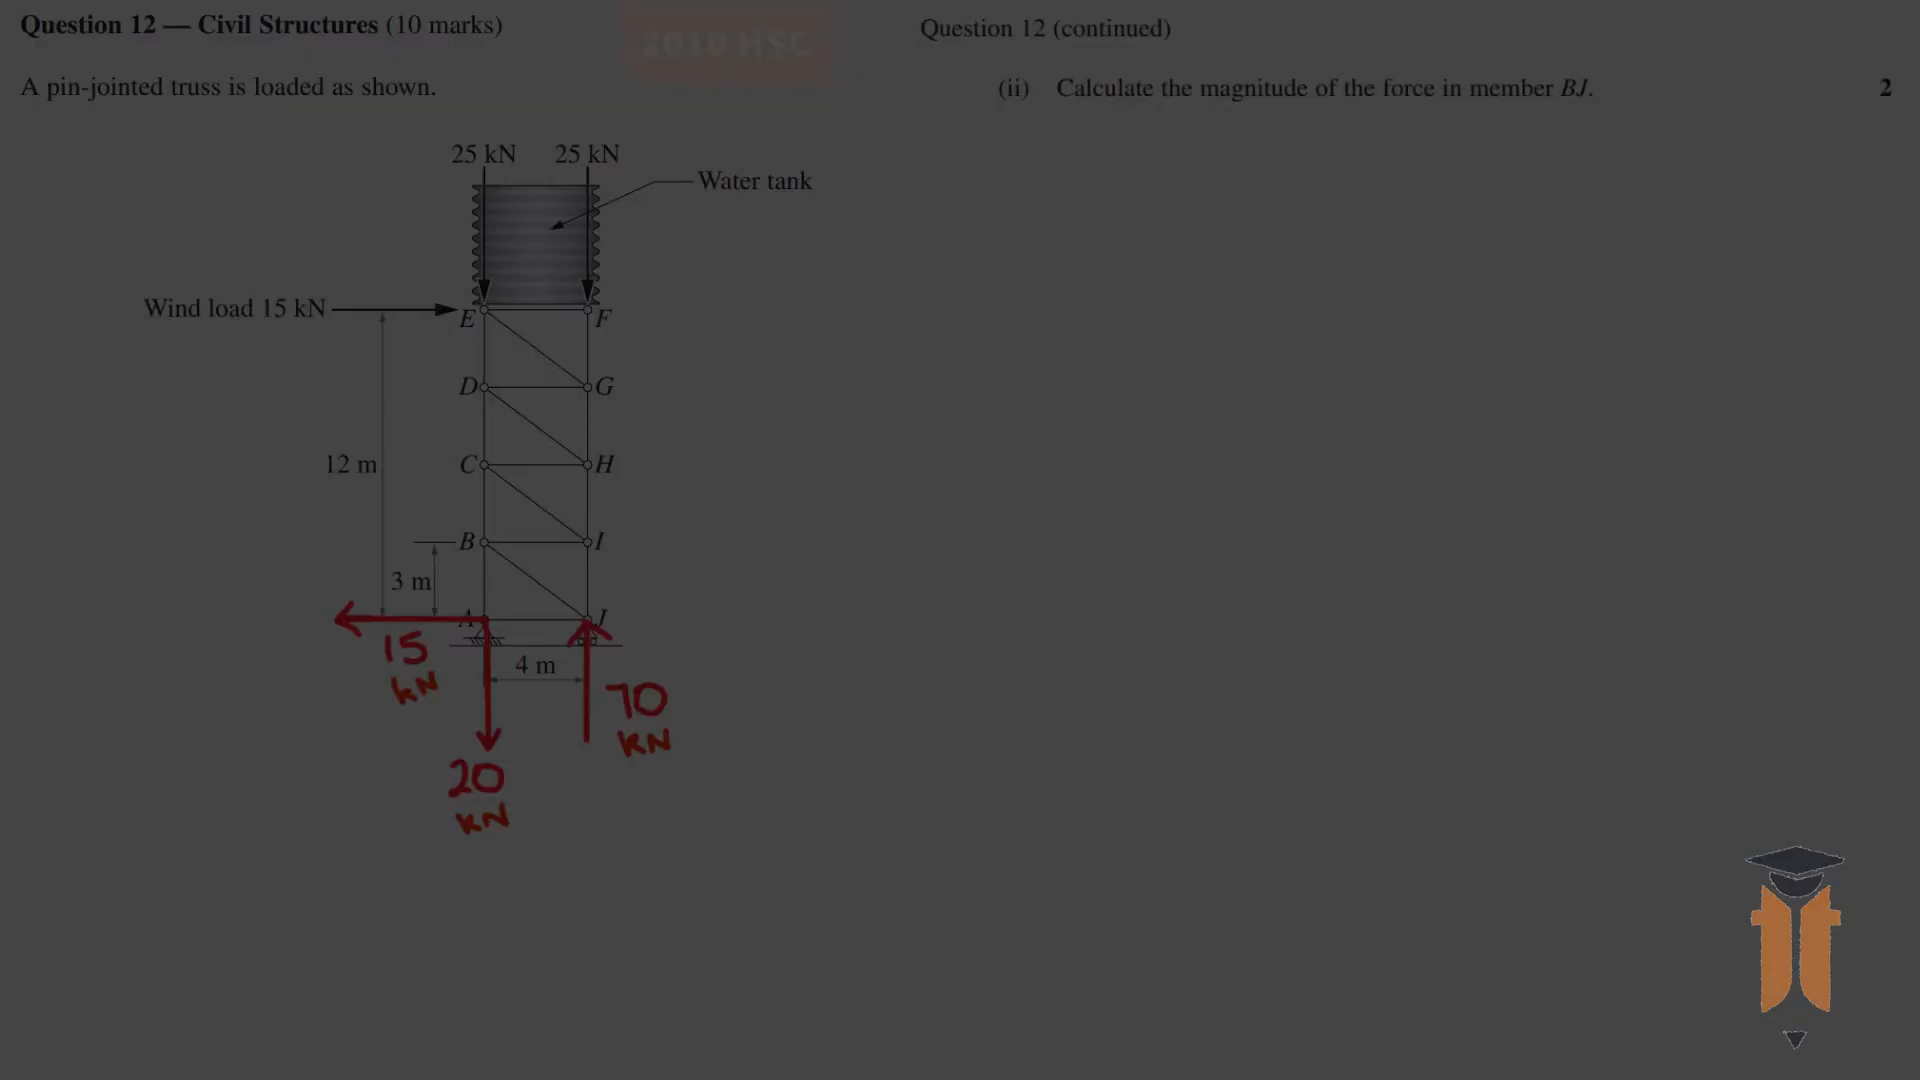 Question 12 — Civil Structures (10 marks)
2010 HSC
A pin-jointed truss is loaded as shown.
25 kN 25 kN
Water tank
Wind load 15 kN
E F
D G
12 m
C H
B I
3 m
A J
15
kN
4 m
70
kN
20
kN
Question 12 (continued)
(ii) Calculate the magnitude of the force in member BJ. 2